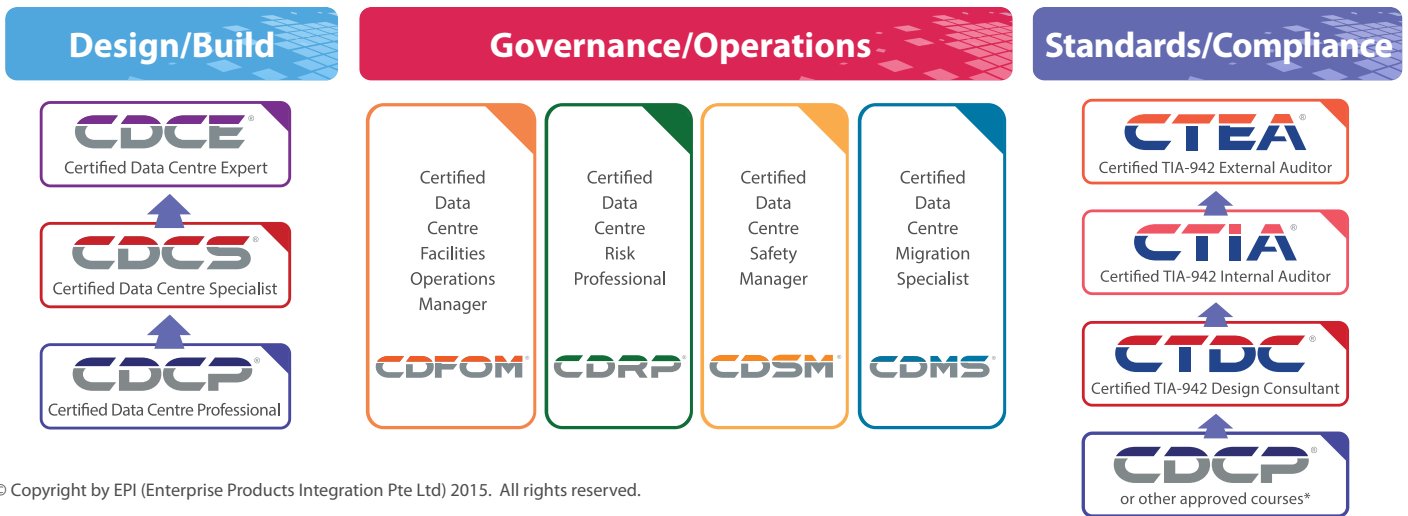 Design/Build
CDCE®
Certified Data Centre Expert
CDCS®
Certified Data Centre Specialist
CDCP®
Certified Data Centre Professional
Governance/Operations
Certified
Data
Centre
Facilities
Operations
Manager
CDFOM®
Certified
Data
Centre
Risk
Professional
CDRP®
Certified
Data
Centre
Safety
Manager
CDSM®
Certified
Data
Centre
Migration
Specialist
CDMS®
Standards/Compliance
CTEA®
Certified TIA-942 External Auditor
CTIA®
Certified TIA-942 Internal Auditor
CTDC®
Certified TIA-942 Design Consultant
CDCP®
or other approved courses*
© Copyright by EPI (Enterprise Products Integration Pte Ltd) 2015. All rights reserved.